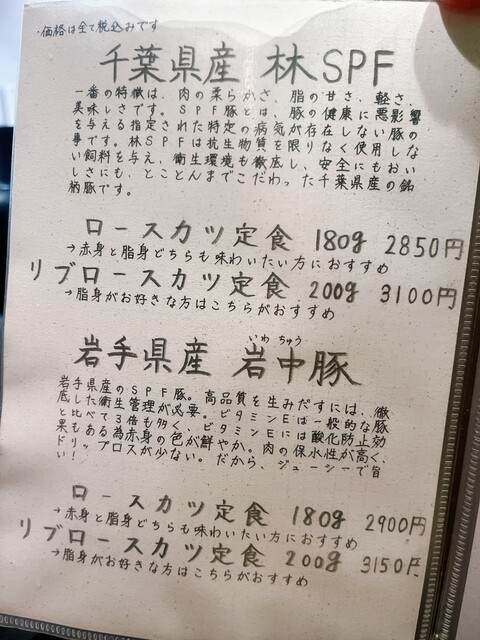 ・価格は全て税込みです
千葉県産 林SPF
一番の特徴は、肉の柔らかさ、脂の甘さ、軽さ、
美味しさです。SPF豚とは、豚の健康に悪影響
を与える指定された特定の病気が存在しない豚の
事です。林SPFは抗生物質を限りなく使用しな
い飼料を与え、衛生環境も徹底し、安全にもおい
しさにも、とことんまでこだわった千葉県産の銘
柄豚です。
ロースカツ定食 180g 2850円
→赤身と脂身どちらも味わいたい方におすすめ
リブロースカツ定食 200g 3100円
→脂身がお好きな方はこちらがおすすめ
いわ ちゅう
岩手県産 岩中豚
岩手県産のSPF豚。高品質を生みだすには、徹
底した衛生管理が必要。ビタミンEは一般的な豚
と比べて3倍も多く、ビタミンEには酸化防止効
果もある為赤身の色が鮮やか。肉の保水性が高く、
ドリップロスが少ない。だから、ジューシーで旨
い!
ロースカツ定食 180g 2900円
→赤身と脂身どちらも味わいたい方におすすめ
リブロースカツ定食 200g 3150円
→脂身がお好きな方はこちらがおすすめ